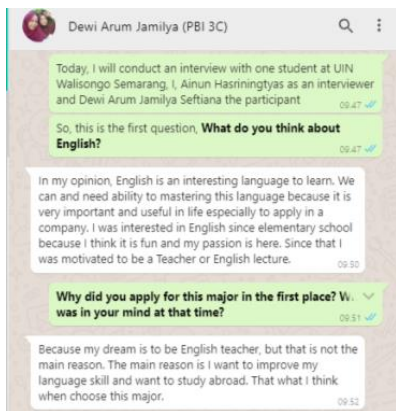 Dewi Arum Jamilya (PBI 3C)
Today, I will conduct an interview with one student at UIN
Walisongo Semarang, I, Ainun Hasriningtyas as an interviewer
and Dewi Arum Jamilya Seftiana the participant
09.47
So, this is the first question, What do you think about
English?
09.47
In my opinion, English is an interesting language to learn. We
can and need ability to mastering this language because it is
very important and useful in life especially to apply in a
company. I was interested in English since elementary school
because I think it is fun and my passion is here. Since that I
was motivated to be a Teacher or English lecture.
09.50
Why did you apply for this major in the first place?
was in your mind at that time?
09.51
Because my dream is to be English teacher, but that is not the
main reason. The main reason is I want to improve my
language skill and want to study abroad. That what I think
when choose this major.
09.52